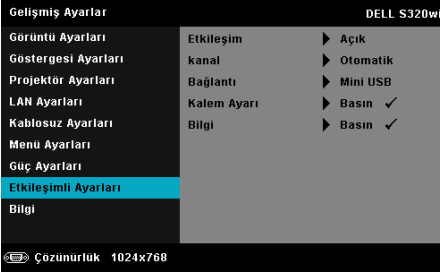 Gelişmiş Ayarlar DELL S320wi
Görüntü Ayarları Etkileşim Açık
Göstergesi Ayarları kanal Otomatik
Projektör Ayarları Bağlantı Mini USB
LAN Ayarları Kalem Ayarı Basın ✓
Kablosuz Ayarları Bilgi Basın ✓
Menü Ayarları
Güç Ayarları
Etkileşimli Ayarları
Bilgi
Çözünürlük 1024x768